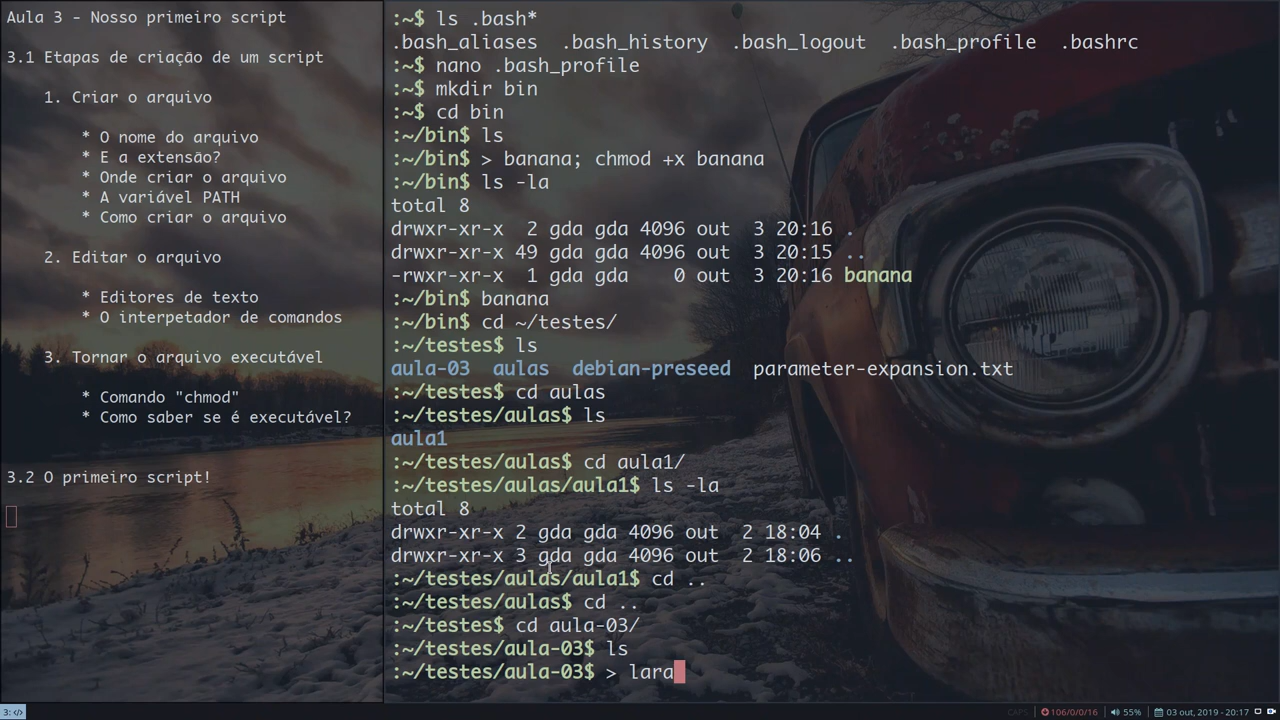 Aula 3 - Nosso primeiro script
3.1 Etapas de criação de um script
1. Criar o arquivo
* O nome do arquivo
* E a extensão?
* Onde criar o arquivo
* A variável PATH
* Como criar o arquivo
2. Editar o arquivo
* Editores de texto
* O interpetador de comandos
3. Tornar o arquivo executável
* Comando "chmod"
* Como saber se é executável?
3.2 O primeiro script!
:~$ ls .bash*
.bash_aliases  .bash_history  .bash_logout  .bash_profile  .bashrc
:~$ nano .bash_profile
:~$ mkdir bin
:~$ cd bin
:~/bin$ ls
:~/bin$ > banana; chmod +x banana
:~/bin$ ls -la
total 8
drwxr-xr-x  2 gda gda 4096 out  3 20:16 .
drwxr-xr-x 49 gda gda 4096 out  3 20:15 ..
-rwxr-xr-x  1 gda gda    0 out  3 20:16 banana
:~/bin$ banana
:~/bin$ cd ~/testes/
:~/testes$ ls
aula-03  aulas  debian-preseed  parameter-expansion.txt
:~/testes$ cd aulas
:~/testes/aulas$ ls
aula1
:~/testes/aulas$ cd aula1/
:~/testes/aulas/aula1$ ls -la
total 8
drwxr-xr-x 2 gda gda 4096 out  2 18:04 .
drwxr-xr-x 3 gda gda 4096 out  2 18:06 ..
:~/testes/aulas/aula1$ cd ..
:~/testes/aulas$ cd ..
:~/testes$ cd aula-03/
:~/testes/aula-03$ ls
:~/testes/aula-03$ > lara
3: </> CAPS 106/0/0/16 55% 03 out, 2019 - 20:17